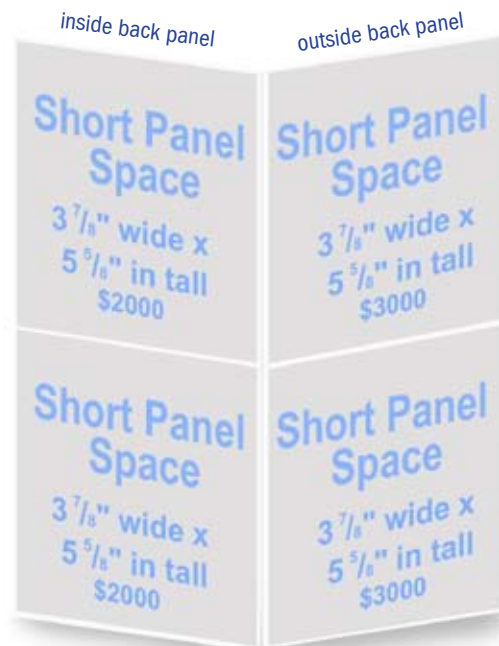 inside back panel
outside back panel
Short Panel
Space
3 7/8" wide x
5 5/8" in tall
$2000
Short Panel
Space
3 7/8" wide x
5 5/8" in tall
$3000
Short Panel
Space
3 7/8" wide x
5 5/8" in tall
$2000
Short Panel
Space
3 7/8" wide x
5 5/8" in tall
$3000